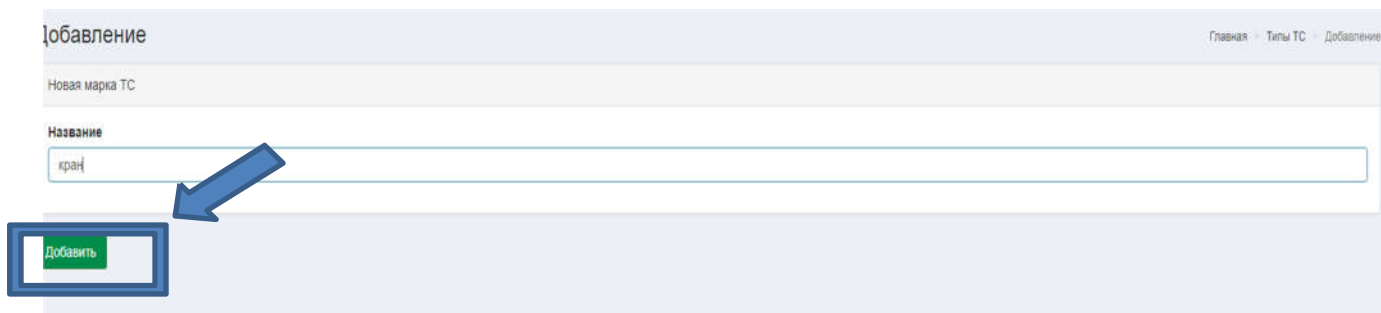 Добавление
Главная > Типы ТС > Добавление
Новая марка ТС
Название
кран
Добавить